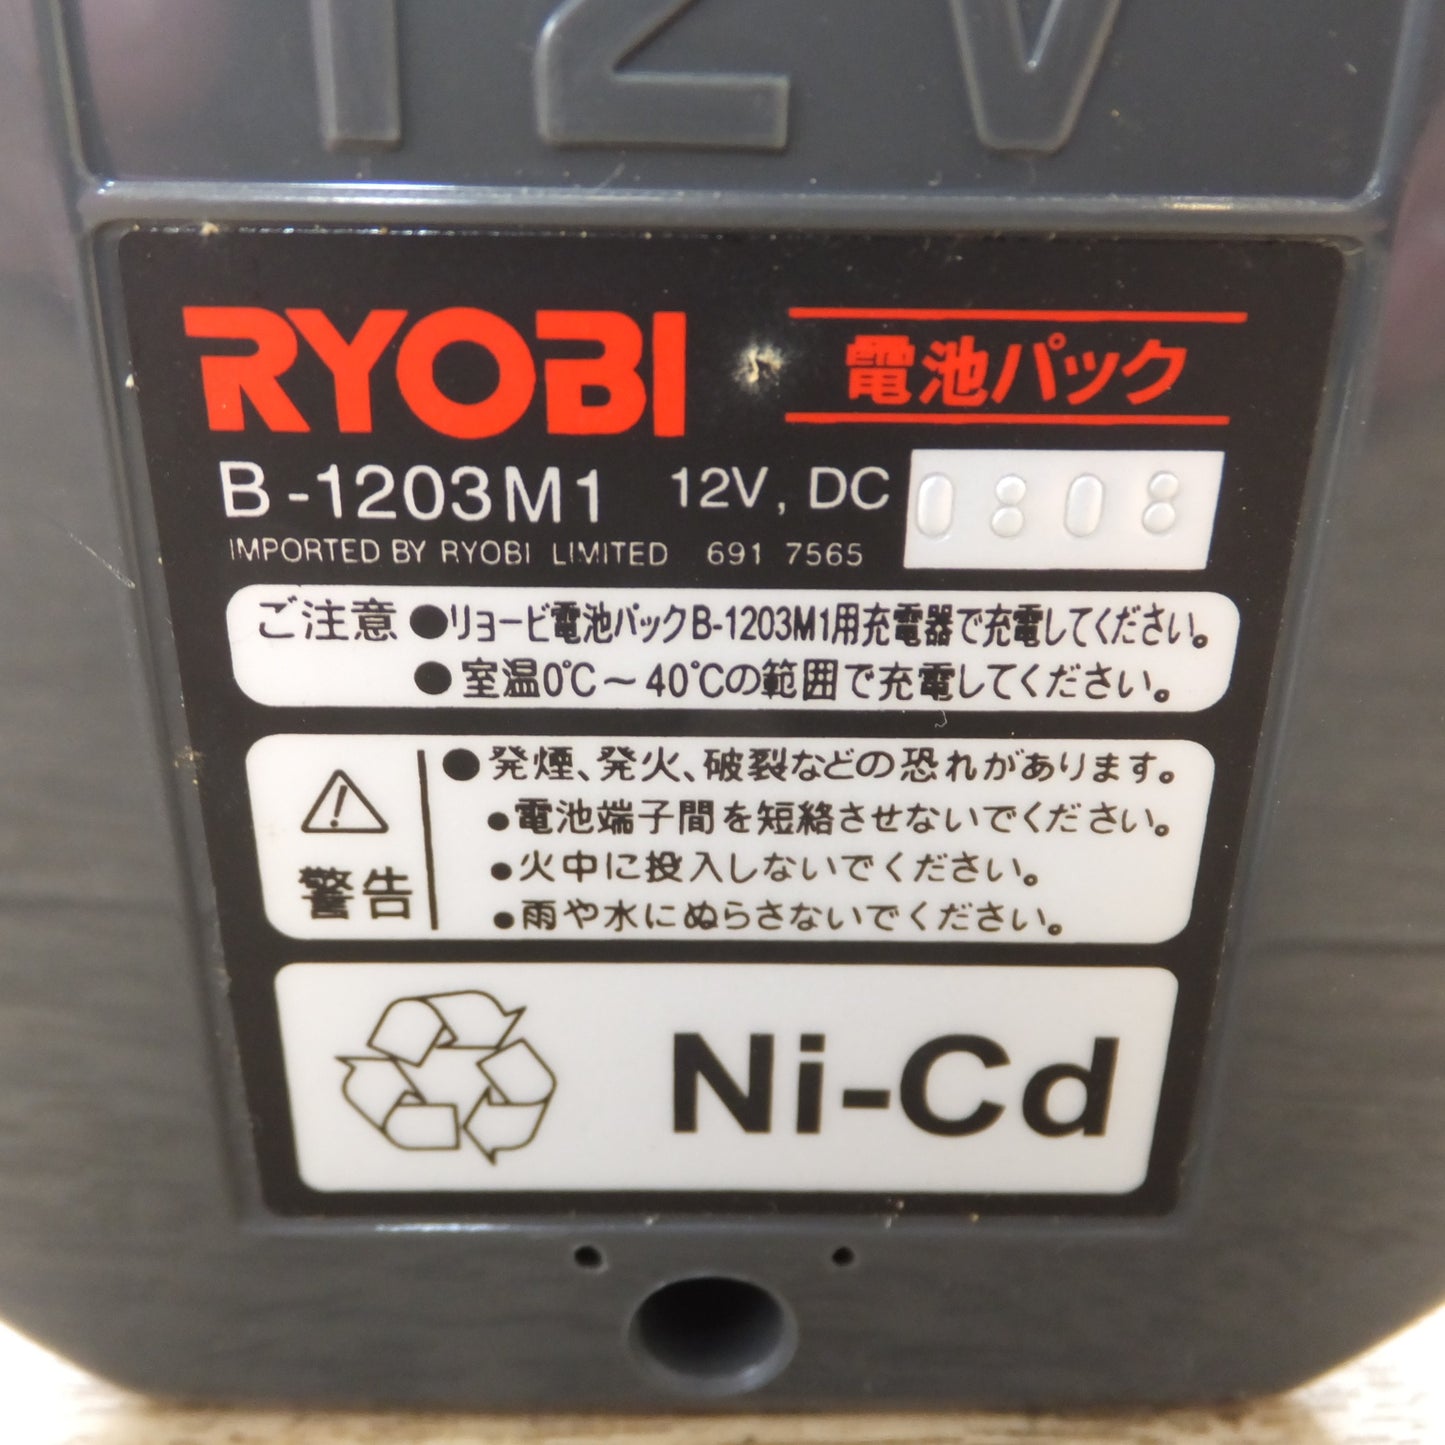 12V
RYOBI 電池パック
B-1203M1 12V, DC 0808
IMPORTED BY RYOBI LIMITED 691 7565
ご注意 ●リョービ電池パックB-1203M1用充電器で充電してください。
●室温0℃～40℃の範囲で充電してください。
●発煙、発火、破裂などの恐れがあります。
●電池端子間を短絡させないでください。
●火中に投入しないでください。
●雨や水にぬらさないでください。
警告
Ni-Cd